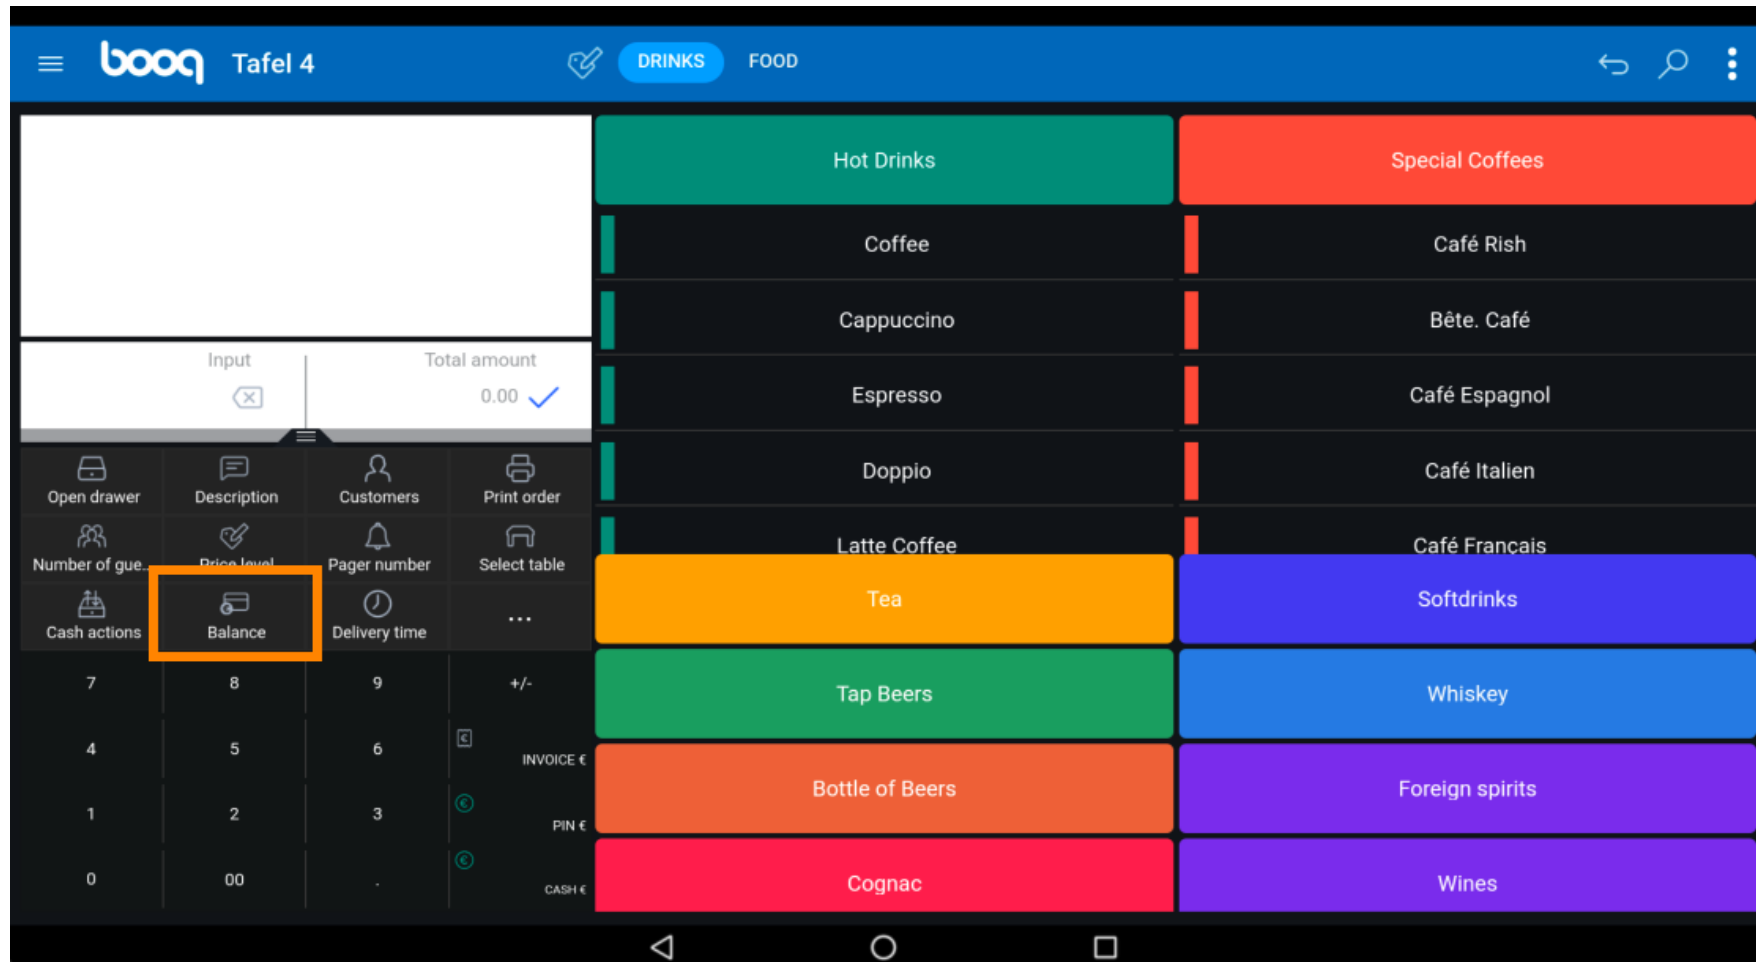 booq Tafel 4 DRINKS FOOD
Hot Drinks Special Coffees
Coffee Café Rish
Cappuccino Bête. Café
Input Total amount
0.00
Espresso Café Espagnol
Open drawer Description Customers Print order
Doppio Café Italien
Number of gue... Price level Pager number Select table
Latte Coffee Café Français
Cash actions Balance Delivery time ...
Tea Softdrinks
7 8 9 +/-
Tap Beers Whiskey
4 5 6 € INVOICE €
Bottle of Beers Foreign spirits
1 2 3 € PIN €
0 00 . € CASH €
Cognac Wines